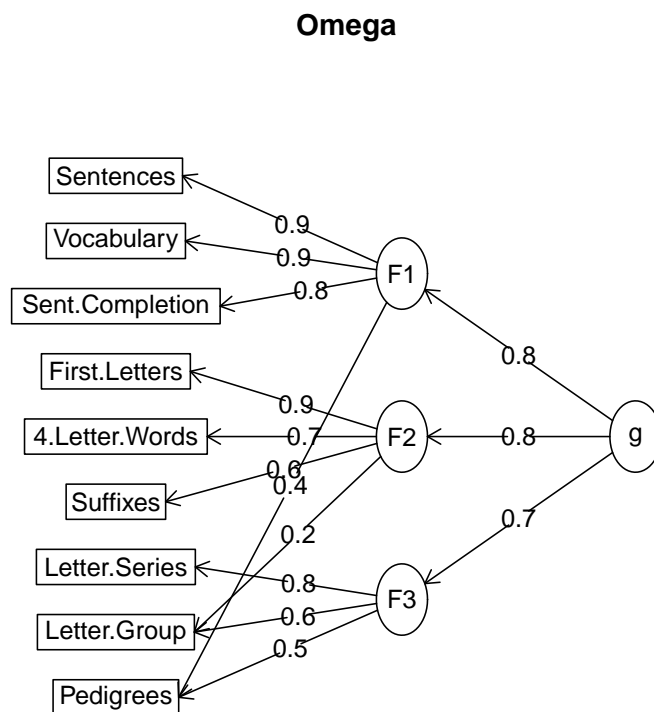 Omega
Sentences
0.9
Vocabulary
0.9
F1
Sent.Completion
0.8
0.8
First.Letters
0.9
4.Letter.Words
0.7
F2
0.8
g
0.6
Suffixes
0.4
0.7
0.2
Letter.Series
0.8
F3
Letter.Group
0.6
0.5
Pedigrees